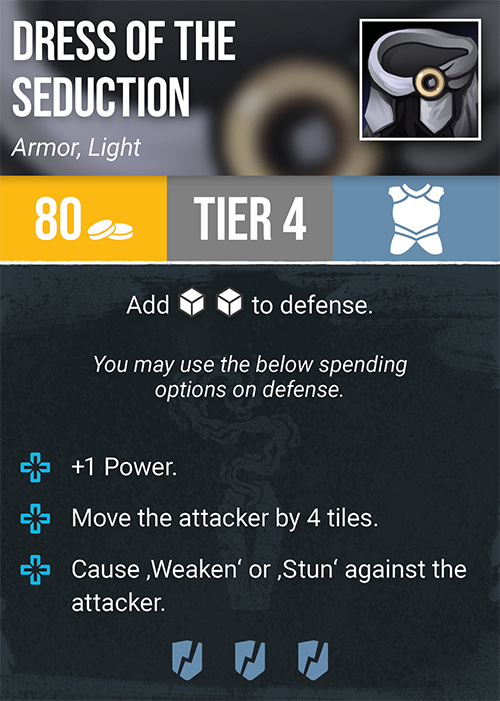 DRESS OF THE
SEDUCTION
Armor, Light
80
TIER 4
Add to defense.
You may use the below spending
options on defense.
+1 Power.
Move the attacker by 4 tiles.
Cause ‚Weaken‘ or ‚Stun‘ against the
attacker.